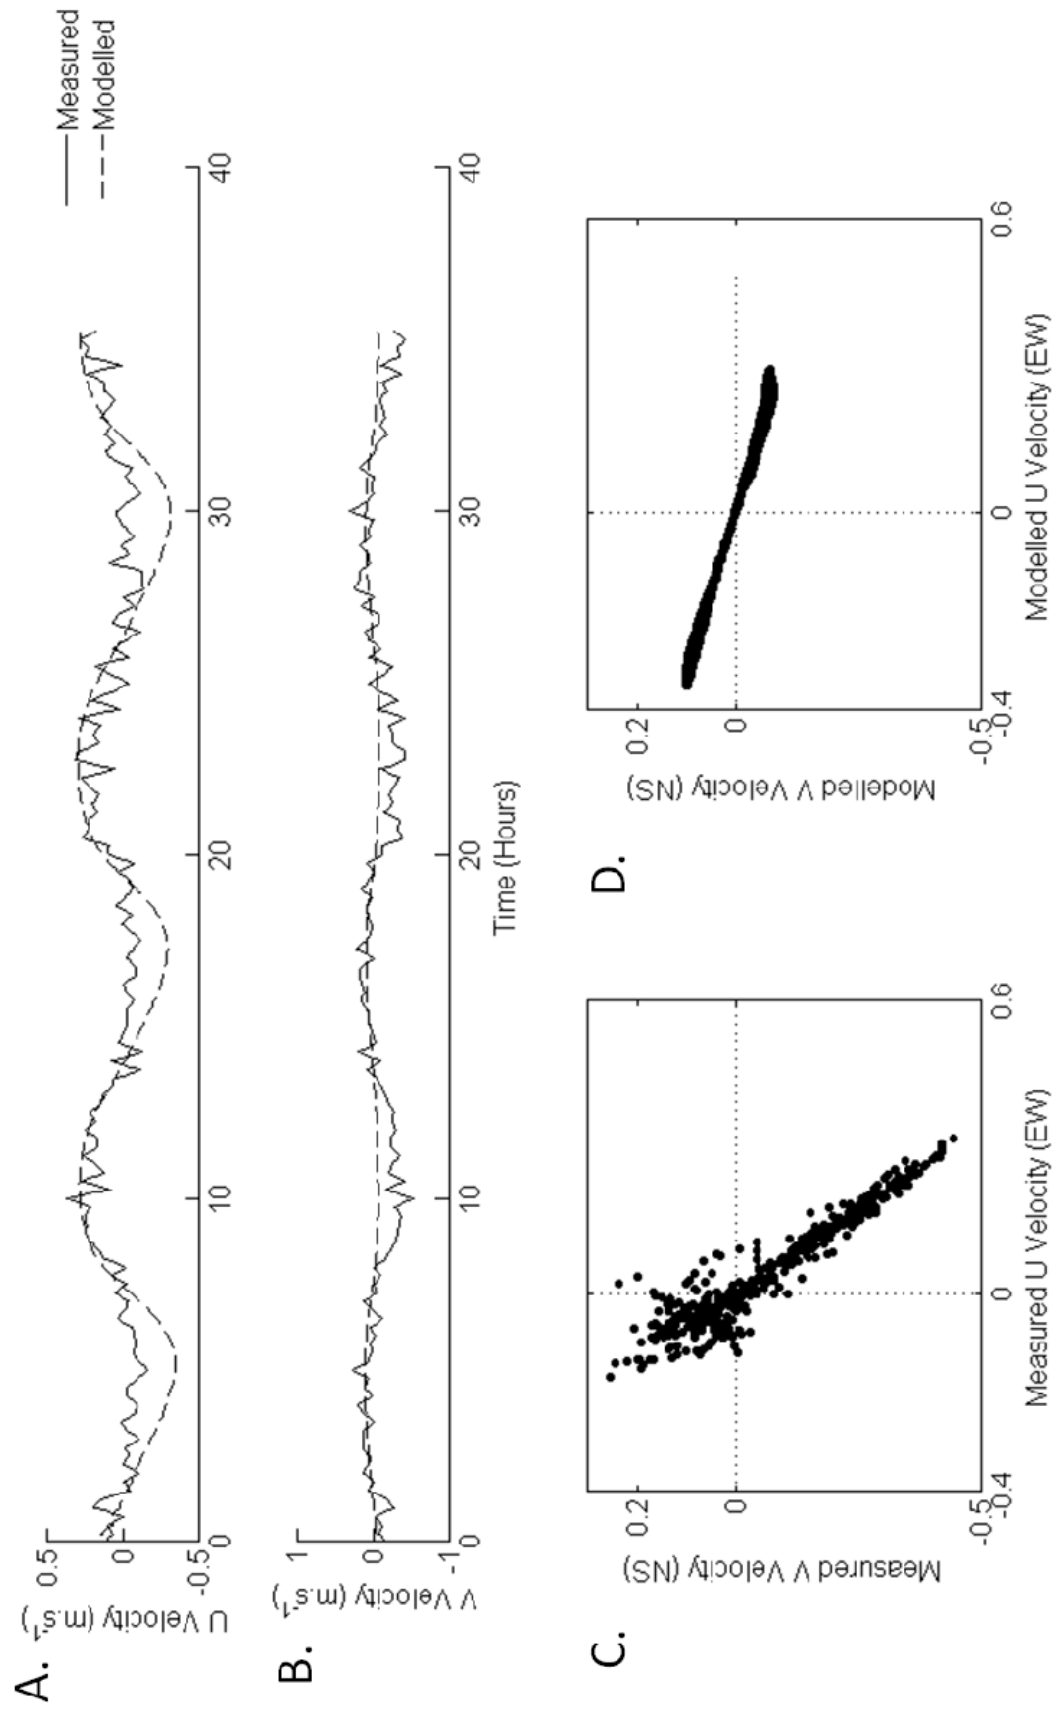 A.
U Velocity (m.s-1)
0.5
0
-0.5
0
10
20
30
40
Measured
Modelled
B.
V Velocity (m.s-1)
1
0
-1
0
10
20
30
40
Time (Hours)
C.
Measured V Velocity (NS)
0.2
0
-0.5
-0.4
0
0.6
Measured U Velocity (EW)
D.
Modelled V Velocity (NS)
0.2
0
-0.5
-0.4
0
0.6
Modelled U Velocity (EW)